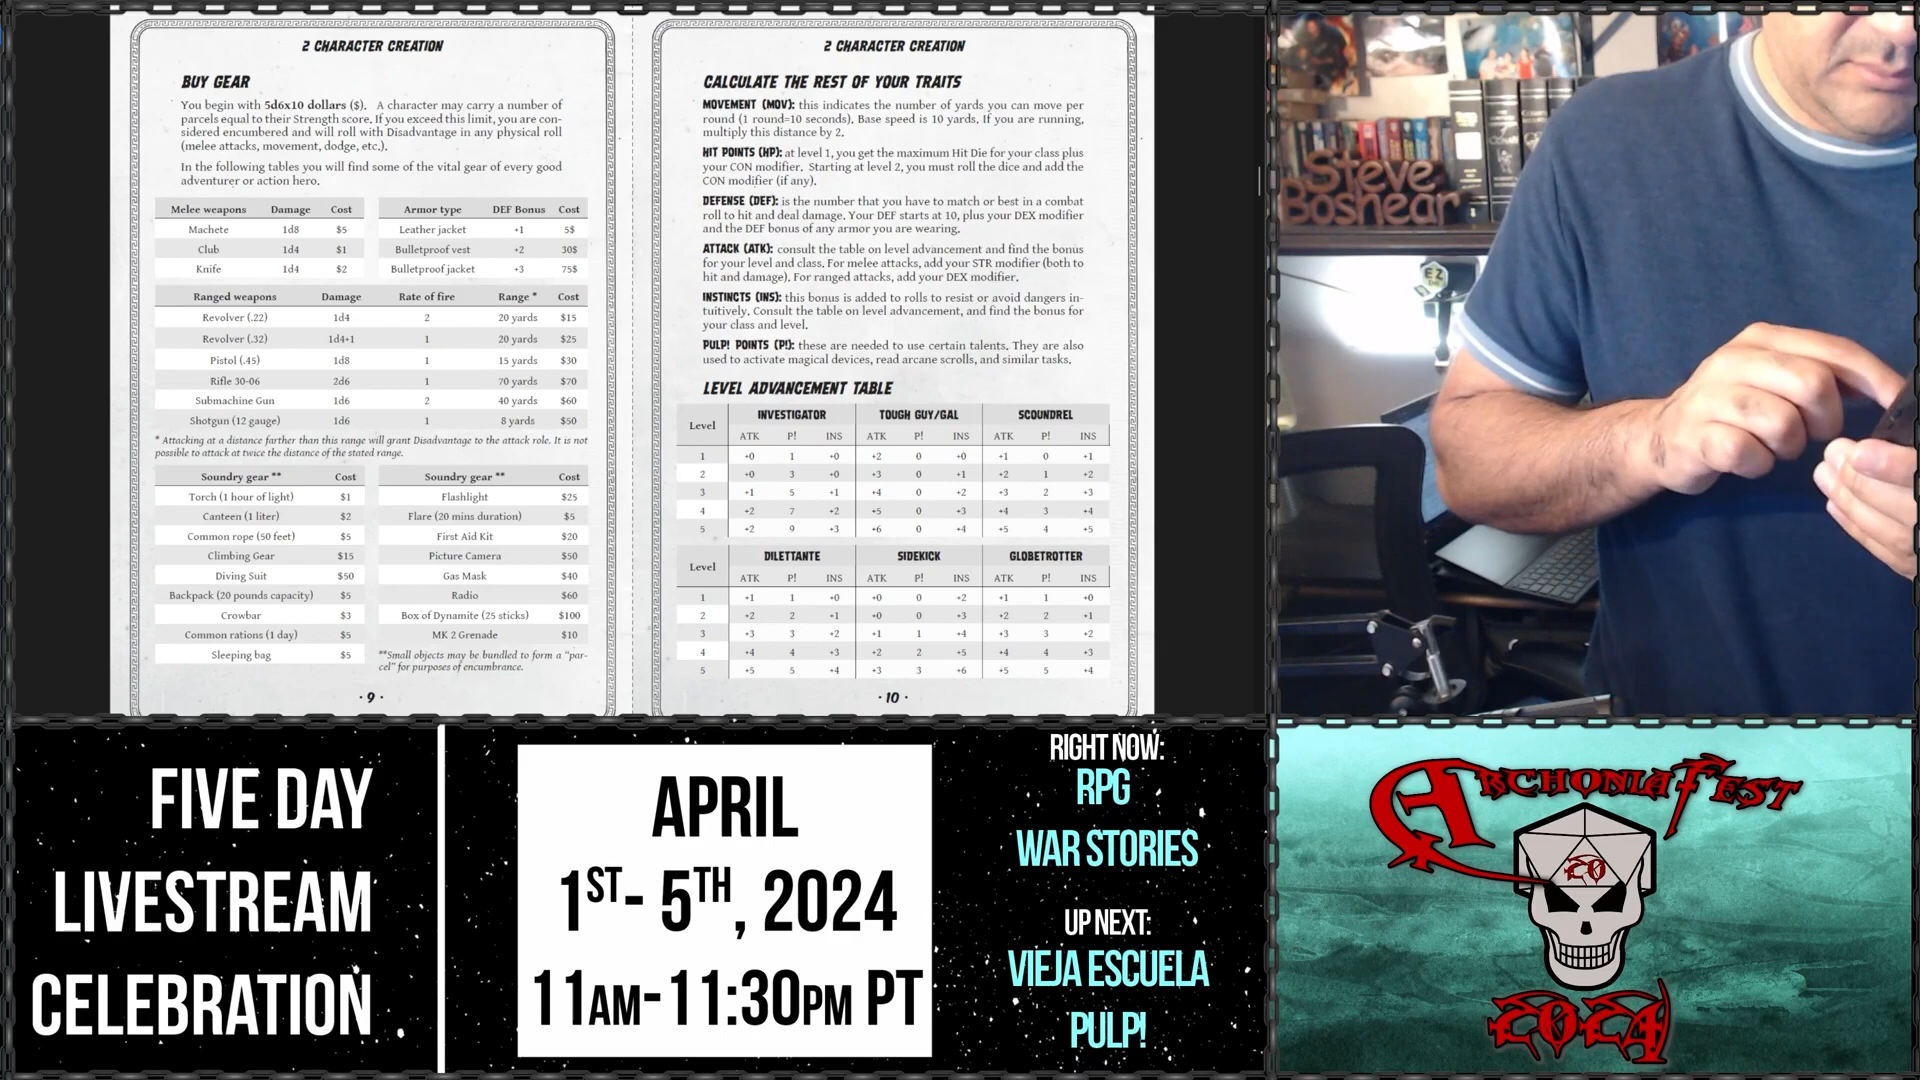 2 CHARACTER CREATION
BUY GEAR
You begin with 5d6x10 dollars ($). A character may carry a number of
parcels equal to their Strength score. If you exceed this limit, you are con-
sidered encumbered and will roll with Disadvantage in any physical roll
(melee attacks, movement, dodge, etc.).
In the following tables you will find some of the vital gear of every good
adventurer or action hero.
Melee weapons Damage Cost
Machete 1d8 $5
Club 1d4 $1
Knife 1d4 $2
Armor type DEF Bonus Cost
Leather jacket +1 5$
Bulletproof vest +2 30$
Bulletproof jacket +3 75$
Ranged weapons Damage Rate of fire Range * Cost
Revolver (.22) 1d4 2 20 yards $15
Revolver (.32) 1d4+1 1 20 yards $25
Pistol (.45) 1d8 1 15 yards $30
Rifle 30-06 2d6 1 70 yards $70
Submachine Gun 1d6 2 40 yards $60
Shotgun (12 gauge) 1d6 1 8 yards $50
* Attacking at a distance farther than this range will grant Disadvantage to the attack role. It is not
possible to attack at twice the distance of the stated range.
Soundry gear ** Cost
Torch (1 hour of light) $1
Canteen (1 liter) $2
Common rope (50 feet) $5
Climbing Gear $15
Diving Suit $50
Backpack (20 pounds capacity) $5
Crowbar $3
Common rations (1 day) $5
Sleeping bag $5
Soundry gear ** Cost
Flashlight $25
Flare (20 mins duration) $5
First Aid Kit $20
Picture Camera $50
Gas Mask $40
Radio $60
Box of Dynamite (25 sticks) $100
MK 2 Grenade $10
**Small objects may be bundled to form a "par-
cel" for purposes of encumbrance.
· 9 ·
2 CHARACTER CREATION
CALCULATE THE REST OF YOUR TRAITS
MOVEMENT (MOV): this indicates the number of yards you can move per
round (1 round=10 seconds). Base speed is 10 yards. If you are running,
multiply this distance by 2.
HIT POINTS (HP): at level 1, you get the maximum Hit Die for your class plus
your CON modifier. Starting at level 2, you must roll the dice and add the
CON modifier (if any).
DEFENSE (DEF): is the number that you have to match or best in a combat
roll to hit and deal damage. Your DEF starts at 10, plus your DEX modifier
and the DEF bonus of any armor you are wearing.
ATTACK (ATK): consult the table on level advancement and find the bonus
for your level and class. For melee attacks, add your STR modifier (both to
hit and damage). For ranged attacks, add your DEX modifier.
INSTINCTS (INS): this bonus is added to rolls to resist or avoid dangers in-
tuitively. Consult the table on level advancement, and find the bonus for
your class and level.
PULP! POINTS (P!): these are needed to use certain talents. They are also
used to activate magical devices, read arcane scrolls, and similar tasks.
LEVEL ADVANCEMENT TABLE
Level INVESTIGATOR TOUGH GUY/GAL SCOUNDREL
ATK P! INS ATK P! INS ATK P! INS
1 +0 1 +0 +2 0 +0 +1 0 +1
2 +0 3 +0 +3 0 +1 +2 1 +2
3 +1 5 +1 +4 0 +2 +3 2 +3
4 +2 7 +2 +5 0 +3 +4 3 +4
5 +2 9 +3 +6 0 +4 +5 4 +5
Level DILETTANTE SIDEKICK GLOBETROTTER
ATK P! INS ATK P! INS ATK P! INS
1 +1 1 +0 +0 0 +2 +1 1 +0
2 +2 2 +1 +0 0 +3 +2 2 +1
3 +3 3 +2 +1 1 +4 +3 3 +2
4 +4 4 +3 +2 2 +5 +4 4 +3
5 +5 5 +4 +3 3 +6 +5 5 +4
· 10 ·
Steve
Boshear
EZ
FIVE DAY
LIVESTREAM
CELEBRATION
APRIL
1ST- 5TH, 2024
11AM-11:30PM PT
RIGHT NOW:
RPG
WAR STORIES
UP NEXT:
VIEJA ESCUELA
PULP!
ARCHONIAFEST
20
2024